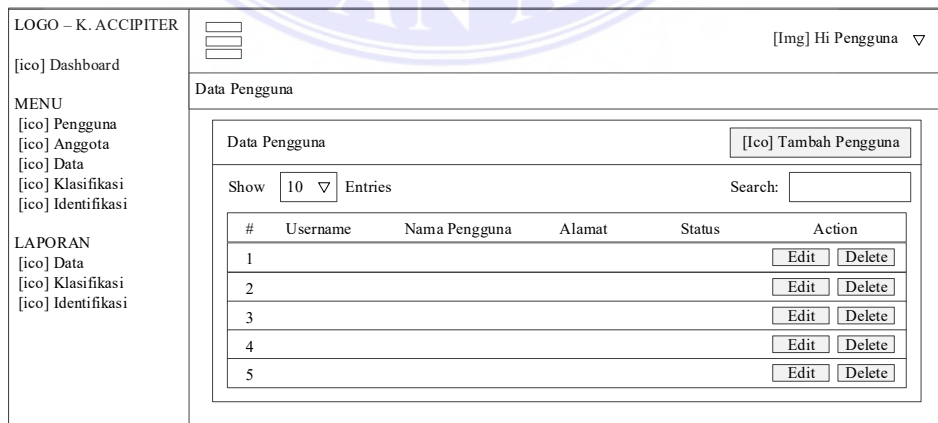 LOGO – K. ACCIPITER
[ico] Dashboard
MENU
[ico] Pengguna
[ico] Anggota
[ico] Data
[ico] Klasifikasi
[ico] Identifikasi
LAPORAN
[ico] Data
[ico] Klasifikasi
[ico] Identifikasi
[Img] Hi Pengguna
Data Pengguna
Data Pengguna [Ico] Tambah Pengguna
Show 10 Entries Search:
# Username Nama Pengguna Alamat Status Action
1 Edit Delete
2 Edit Delete
3 Edit Delete
4 Edit Delete
5 Edit Delete